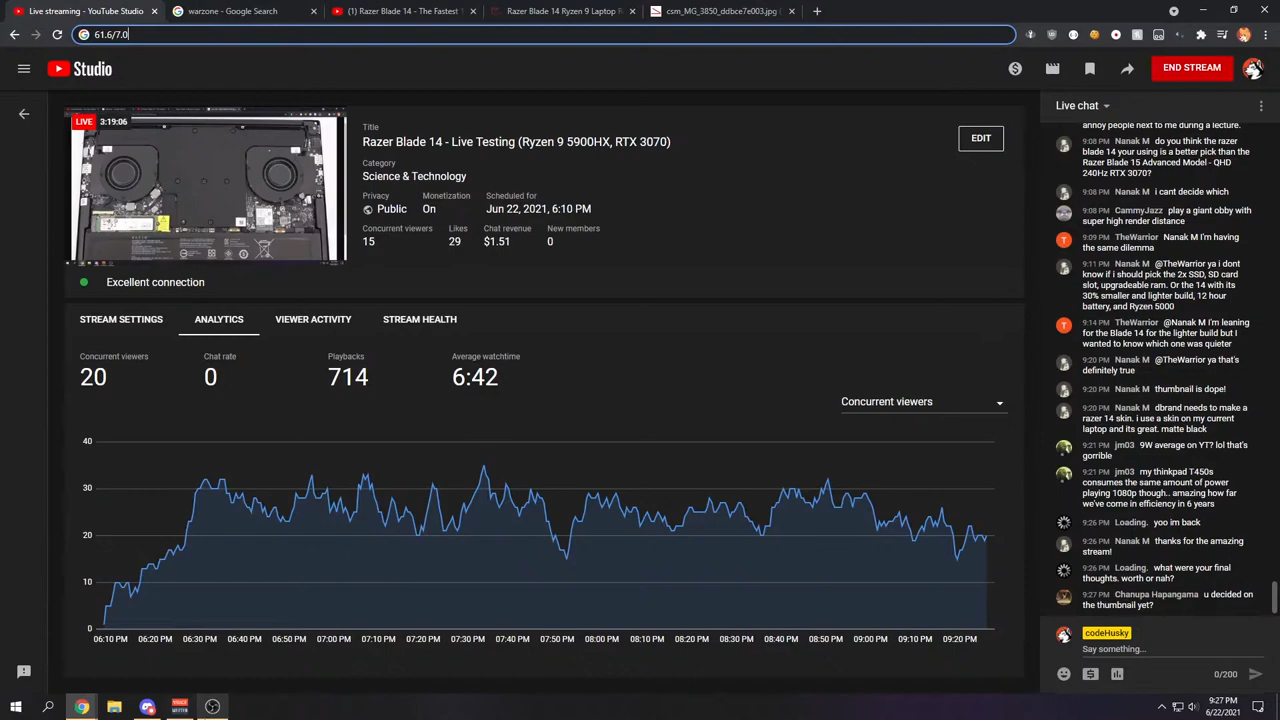 Live streaming - YouTube Studio
warzone - Google Search
(1) Razer Blade 14 - The Fastest 1
Razer Blade 14 Ryzen 9 Laptop R
csm_MG_3850_ddbce7e003.jpg (
61.6/7.0
Studio
END STREAM
LIVE 3:19:06
Title
Razer Blade 14 - Live Testing (Ryzen 9 5900HX, RTX 3070)
EDIT
Category
Science & Technology
Privacy Monetization Scheduled for
Public On Jun 22, 2021, 6:10 PM
Concurrent viewers Likes Chat revenue New members
15 29 $1.51 0
Excellent connection
STREAM SETTINGS ANALYTICS VIEWER ACTIVITY STREAM HEALTH
Concurrent viewers Chat rate Playbacks Average watchtime
20 0 714 6:42
Concurrent viewers
40
30
20
10
0
06:10 PM 06:20 PM 06:30 PM 06:40 PM 06:50 PM 07:00 PM 07:10 PM 07:20 PM 07:30 PM 07:40 PM 07:50 PM 08:00 PM 08:10 PM 08:20 PM 08:30 PM 08:40 PM 08:50 PM 09:00 PM 09:10 PM 09:20 PM
Live chat
annoy people next to me during a lecture.
9:08 PM Nanak M do you think the razer
blade 14 your using is a better pick than the
Razer Blade 15 Advanced Model - QHD
240Hz RTX 3070?
9:08 PM Nanak M i cant decide which
9:08 PM CammyJazz play a giant obby with
super high render distance
9:09 PM TheWarrior Nanak M I'm having
the same dilemma
9:11 PM Nanak M @TheWarrior ya i dont
know if i should pick the 2x SSD, SD card
slot, upgradeable ram. Or the 14 with its
30% smaller and lighter build, 12 hour
battery, and Ryzen 5000
9:14 PM TheWarrior @Nanak M I'm leaning
for the Blade 14 for the lighter build but I
wanted to know which one was quieter
9:20 PM Nanak M @TheWarrior ya that's
definitely true
9:20 PM Nanak M thumbnail is dope!
9:20 PM Nanak M dbrand needs to make a
razer 14 skin. i use a skin on my current
laptop and its great. matte black
9:21 PM jm03 9W average on YT? lol that's
gorrible
9:21 PM jm03 my thinkpad T450s
consumes the same amount of power
playing 1080p though.. amazing how far
we've come in efficiency in 6 years
9:26 PM Loading. yoo im back
9:26 PM Nanak M thanks for the amazing
stream!
9:26 PM Loading. what were your final
thoughts. worth or nah?
9:27 PM Chanupa Hapangama u decided on
the thumbnail yet?
codeHusky
Say something...
0/200
9:27 PM
6/22/2021